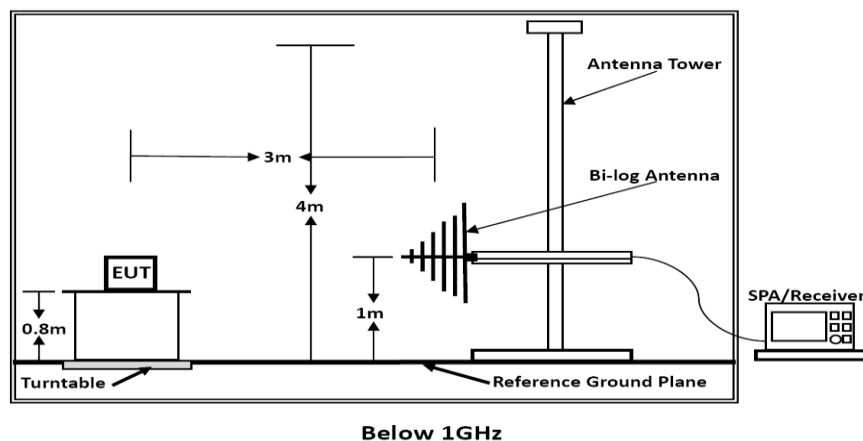 Antenna Tower
3m
Bi-log Antenna
4m
EUT
SPA/Receiver
0.8m
1m
Turntable
Reference Ground Plane
Below 1GHz